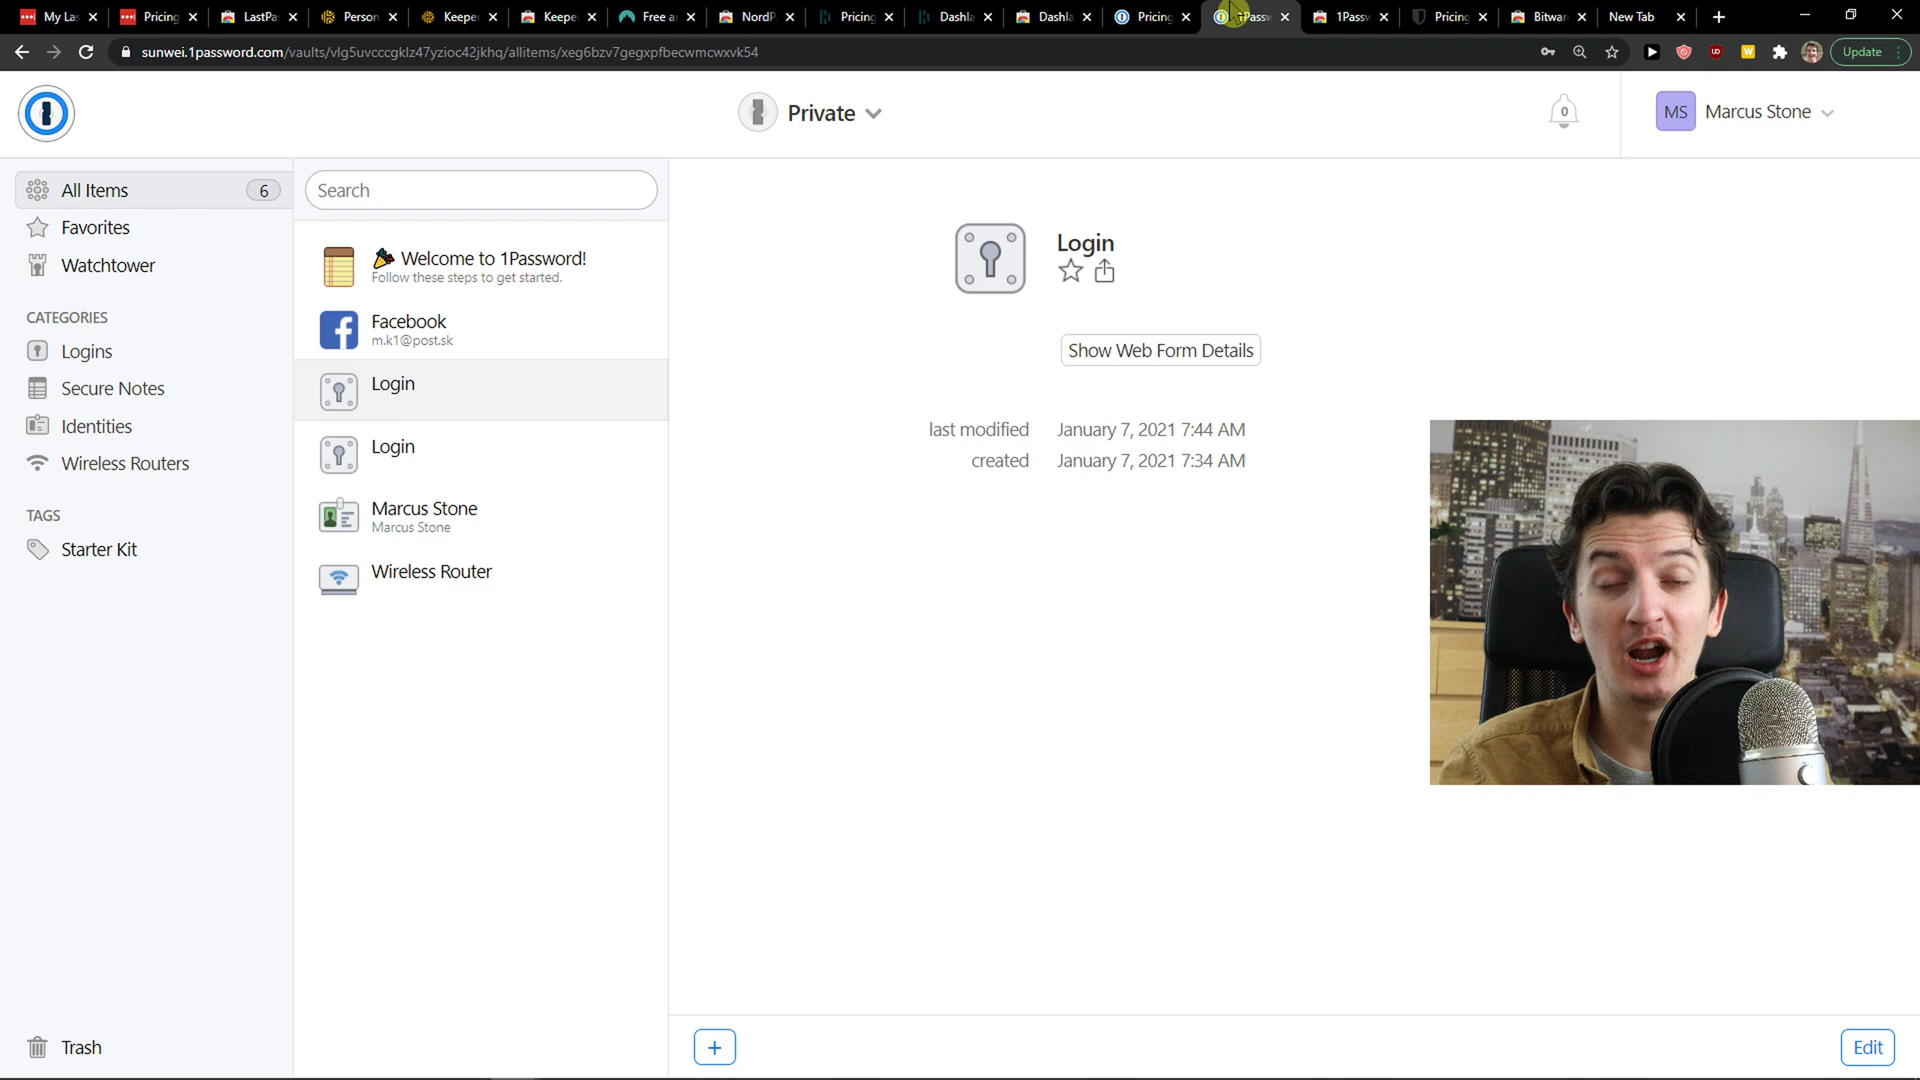 My Las
Pricing
LastPa
Person
Keeper
Keepe
Free a
NordP
Pricing
Dashla
Dashla
Pricing
1Passw
1Passw
Pricing
Bitwar
New Tab
sunwei.1password.com/vaults/vlg5uvcccgklz47yzioc42jkhq/allitems/xeg6bzv7gegxpfbecwmcwxvk54
Update
Private
0
MS Marcus Stone
All Items 6
Favorites
Watchtower
CATEGORIES
Logins
Secure Notes
Identities
Wireless Routers
TAGS
Starter Kit
Trash
Search
Welcome to 1Password!
Follow these steps to get started.
Facebook
m.k1@post.sk
Login
Login
Marcus Stone
Marcus Stone
Wireless Router
Login
Show Web Form Details
last modified January 7, 2021 7:44 AM
created January 7, 2021 7:34 AM
+
Edit